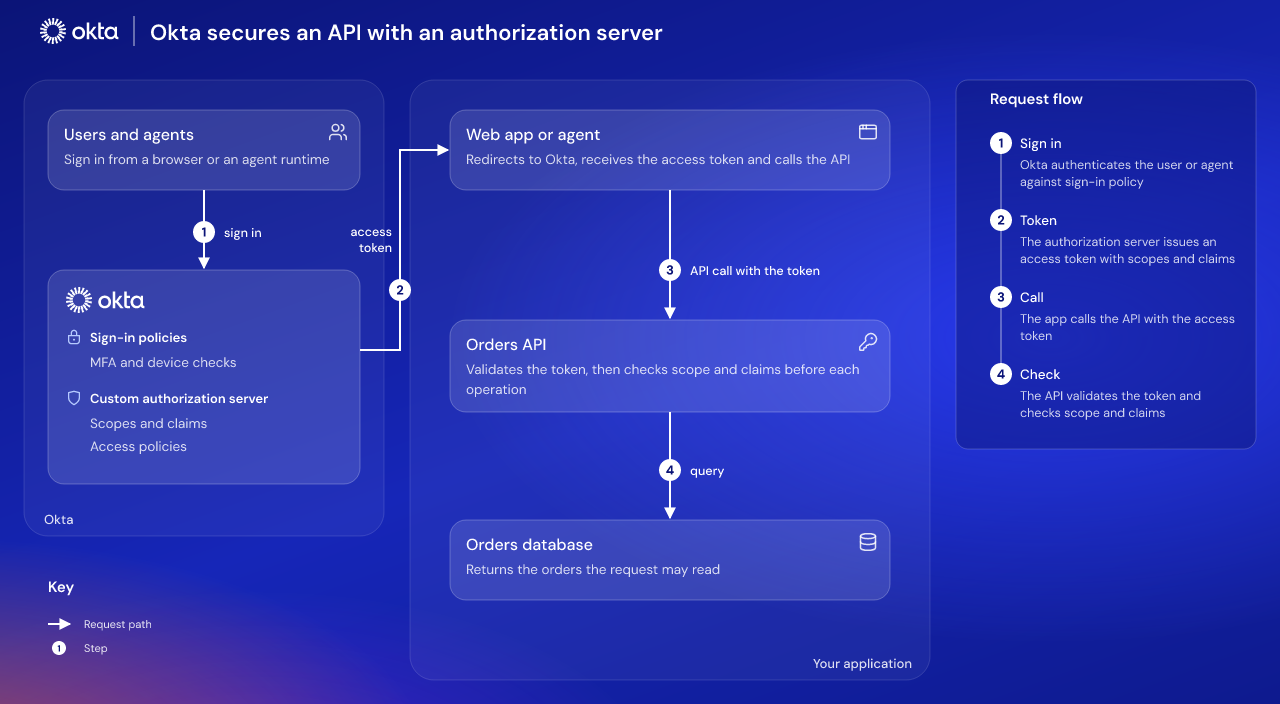 okta
Okta secures an API with an authorization server
Users and agents
Sign in from a browser or an agent runtime
1
sign in
okta
Sign-in policies
MFA and device checks
Custom authorization server
Scopes and claims
Access policies
Okta
access
token
2
Web app or agent
Redirects to Okta, receives the access token and calls the API
3
API call with the token
Orders API
Validates the token, then checks scope and claims before each
operation
4
query
Orders database
Returns the orders the request may read
Your application
Request flow
1
Sign in
Okta authenticates the user or agent
against sign-in policy
2
Token
The authorization server issues an
access token with scopes and claims
3
Call
The app calls the API with the access
token
4
Check
The API validates the token and
checks scope and claims
Key
Request path
1
Step